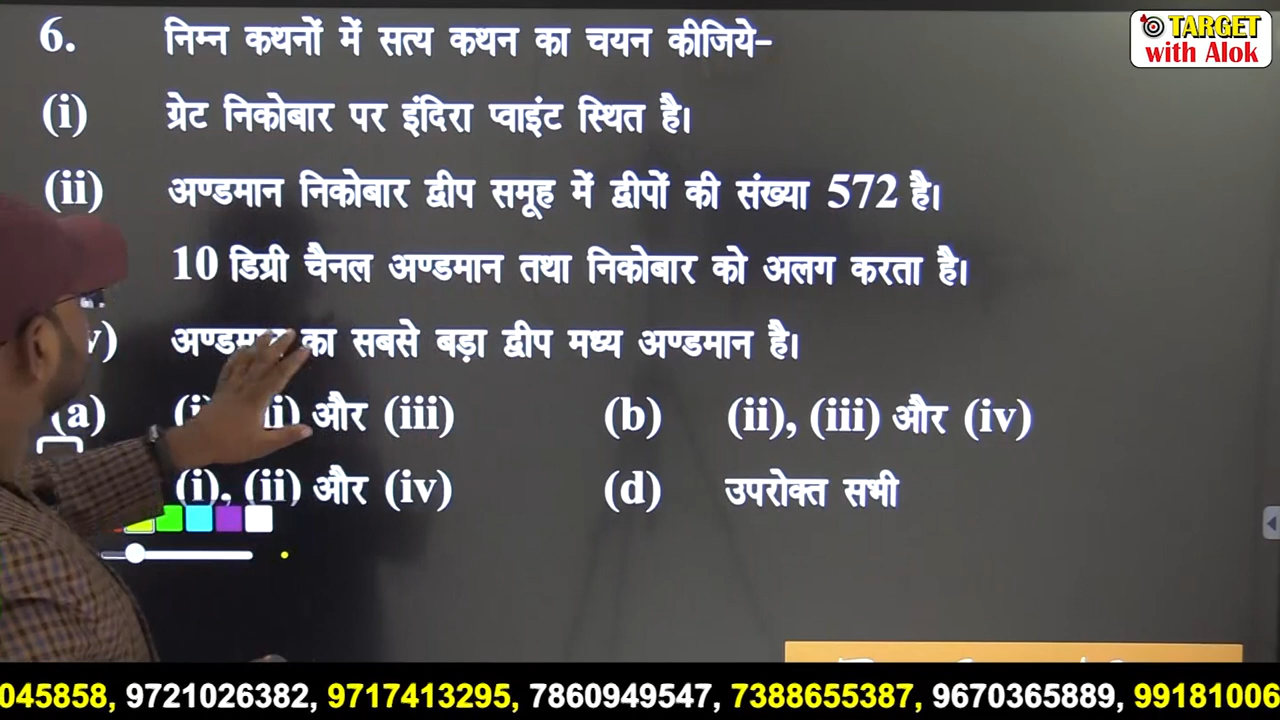 TARGET
with Alok
6. निम्न कथनों में सत्य कथन का चयन कीजिये-
(i) ग्रेट निकोबार पर इंदिरा प्वाइंट स्थित है।
(ii) अण्डमान निकोबार द्वीप समूह में द्वीपों की संख्या 572 है।
10 डिग्री चैनल अण्डमान तथा निकोबार को अलग करता है।
का सबसे बड़ा द्वीप मध्य अण्डमान है।
(a) और (iii) (b) (ii), (iii) और (iv)
(i), (ii) और (iv) (d) उपरोक्त सभी
045858, 9721026382, 9717413295, 7860949547, 7388655387, 9670365889, 99181006